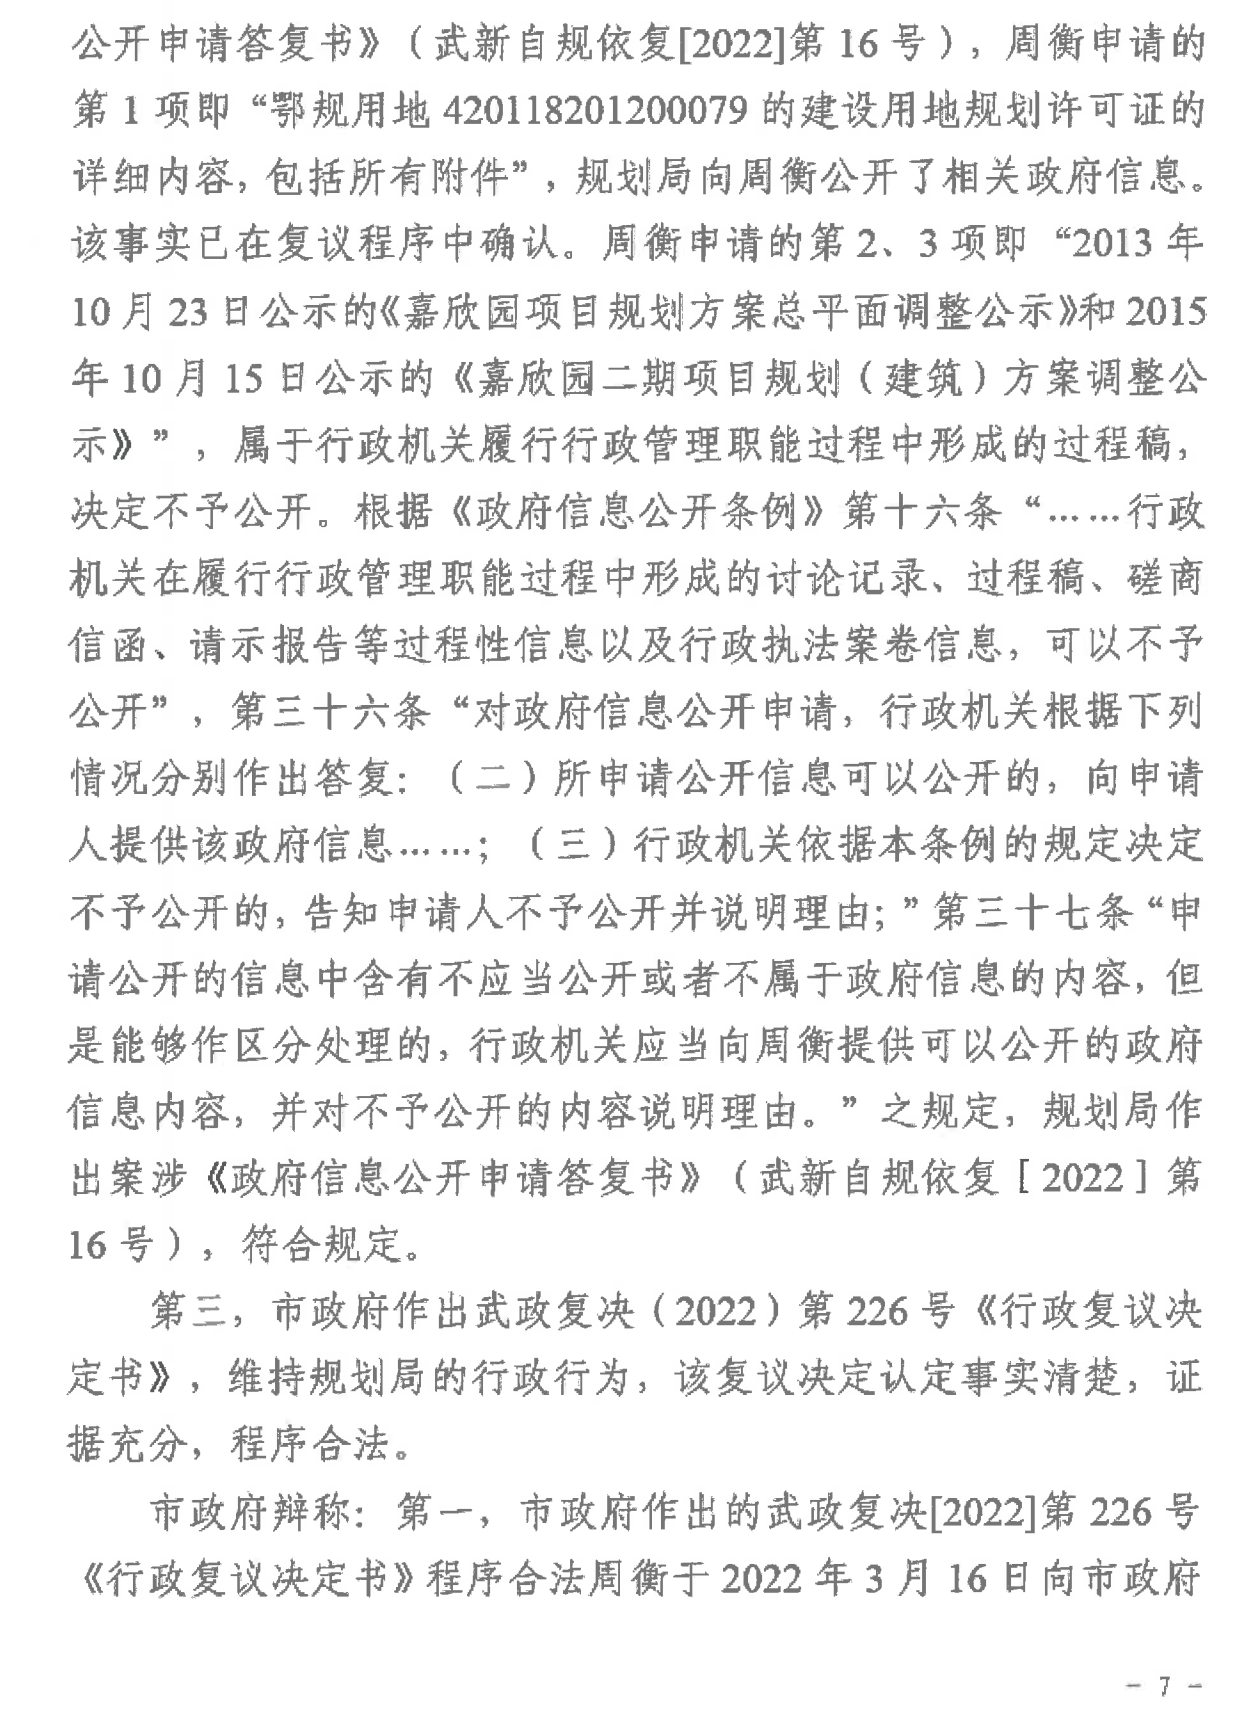 公开申请答复书》（武新自规依复[2022]第 16 号），周衡申请的
第 1 项即“鄂规用地 420118201200079 的建设用地规划许可证的
详细内容，包括所有附件”，规划局向周衡公开了相关政府信息。
该事实已在复议程序中确认。周衡申请的第 2、3 项即“2013 年
10 月 23 日公示的《嘉欣园项目规划方案总平面调整公示》和 2015
年 10 月 15 日公示的《嘉欣园二期项目规划（建筑）方案调整公
示》”，属于行政机关履行行政管理职能过程中形成的过程稿，
决定不予公开。根据《政府信息公开条例》第十六条“……行政
机关在履行行政管理职能过程中形成的讨论记录、过程稿、磋商
信函、请示报告等过程性信息以及行政执法案卷信息，可以不予
公开”，第三十六条“对政府信息公开申请，行政机关根据下列
情况分别作出答复：（二）所申请公开信息可以公开的，向申请
人提供该政府信息……；（三）行政机关依据本条例的规定决定
不予公开的，告知申请人不予公开并说明理由；”第三十七条“申
请公开的信息中含有不应当公开或者不属于政府信息的内容，但
是能够作区分处理的，行政机关应当向周衡提供可以公开的政府
信息内容，并对不予公开的内容说明理由。”之规定，规划局作
出案涉《政府信息公开申请答复书》（武新自规依复［2022］第
16 号），符合规定。
第三，市政府作出武政复决（2022）第 226 号《行政复议决
定书》，维持规划局的行政行为，该复议决定认定事实清楚，证
据充分，程序合法。
市政府辩称：第一，市政府作出的武政复决[2022]第 226 号
《行政复议决定书》程序合法周衡于 2022 年 3 月 16 日向市政府
- 7 -